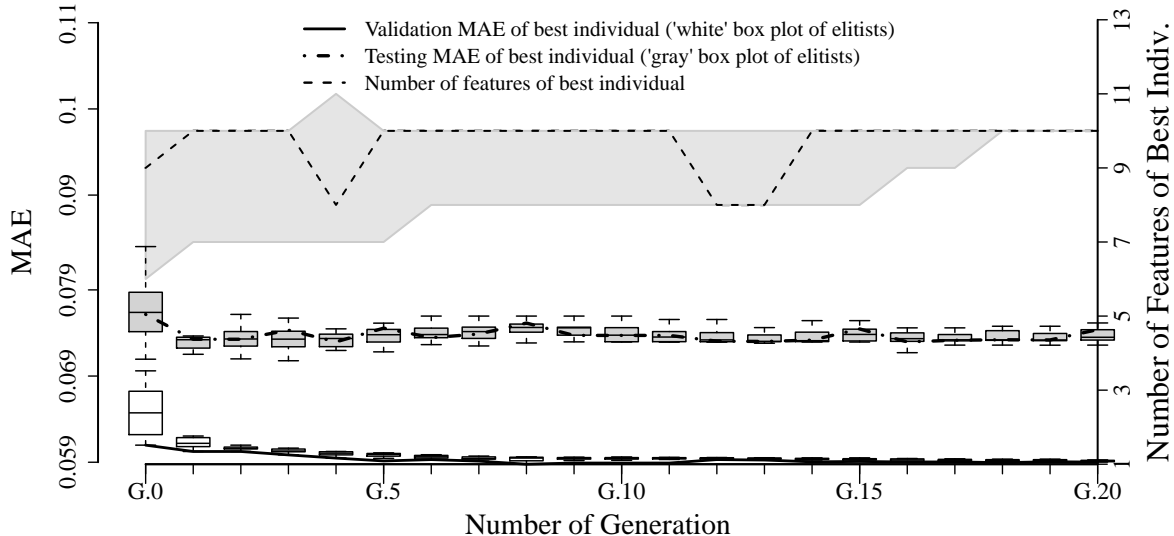 Validation MAE of best individual ('white' box plot of elitists)
Testing MAE of best individual ('gray' box plot of elitists)
Number of features of best individual
MAE
0.11
0.1
0.09
0.079
0.069
0.059
G.0
G.5
G.10
G.15
G.20
Number of Generation
13
11
9
7
5
3
1
Number of Features of Best Indiv.